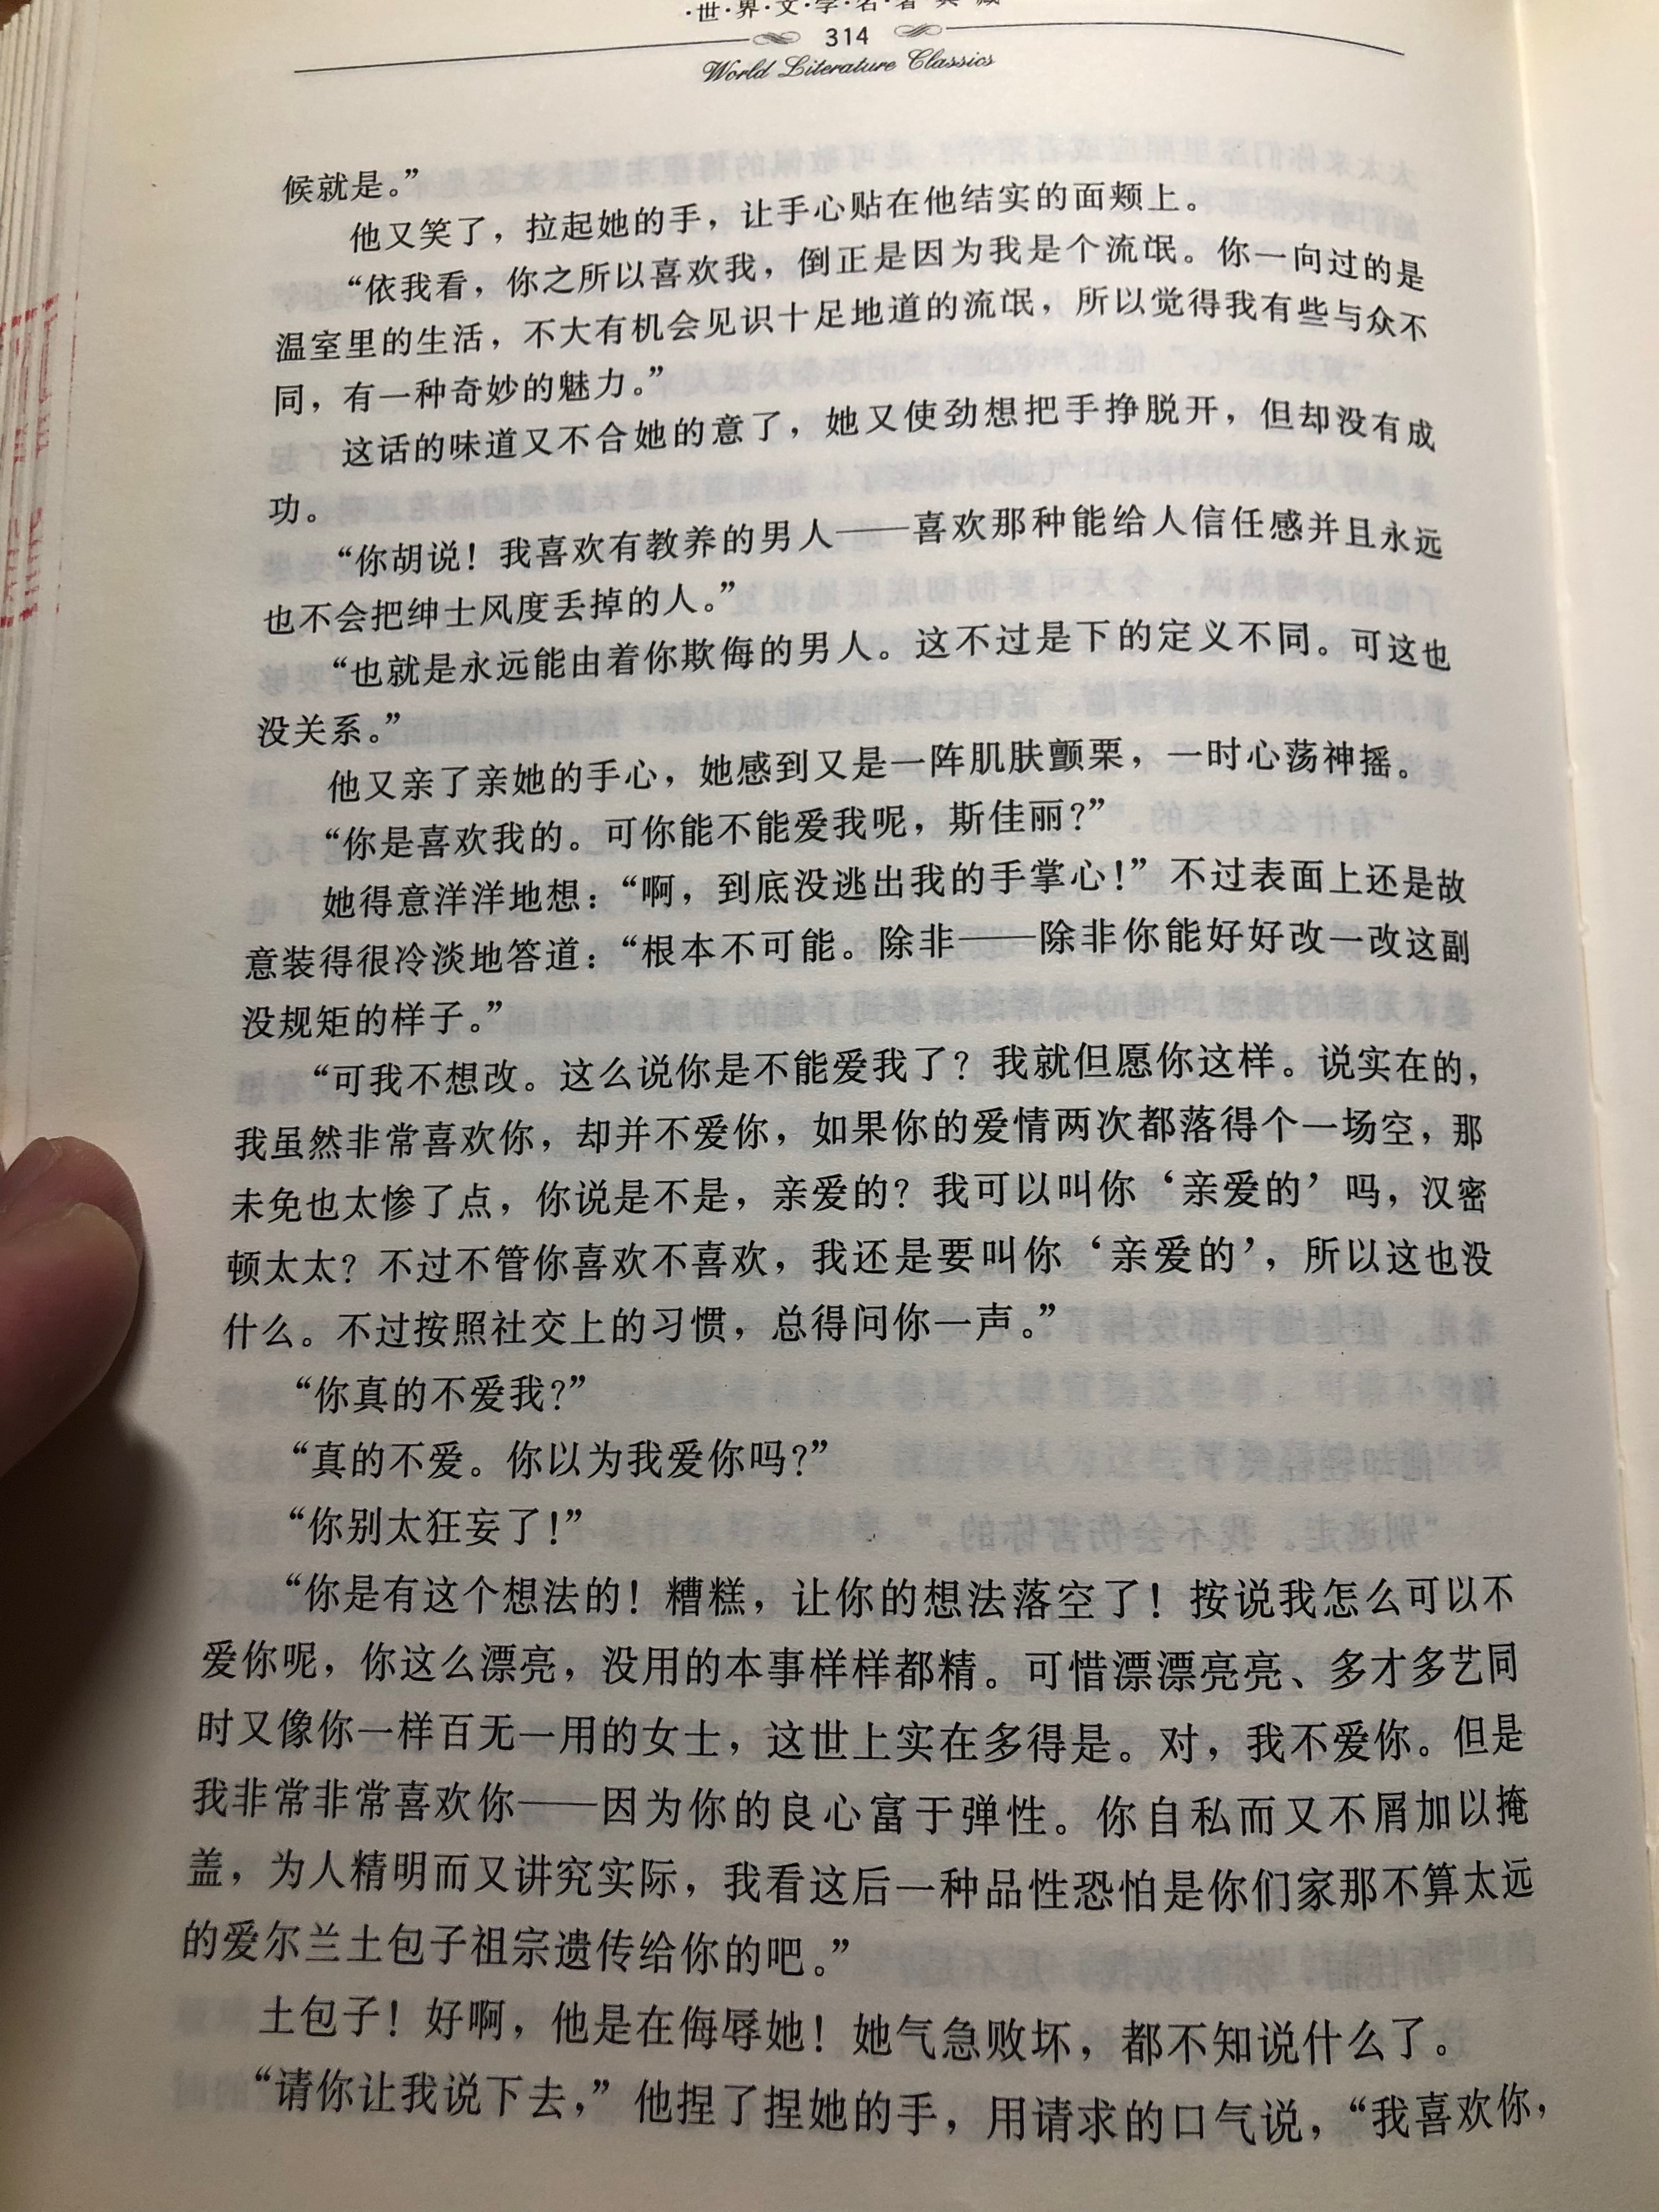 ·世·界·文·学·名·著·典·藏·
314
World Literature Classics
候就是。”
他又笑了，拉起她的手，让手心贴在他结实的面颊上。
“依我看，你之所以喜欢我，倒正是因为我是个流氓。你一向过的是
温室里的生活，不大有机会见识十足地道的流氓，所以觉得我有些与众不
同，有一种奇妙的魅力。”
这话的味道又不合她的意了，她又使劲想把手挣脱开，但却没有成
功。
“你胡说！我喜欢有教养的男人——喜欢那种能给人信任感并且永远
也不会把绅士风度丢掉的人。”
“也就是永远能由着你欺侮的男人。这不过是下的定义不同。可这也
没关系。”
他又亲了亲她的手心，她感到又是一阵肌肤颤栗，一时心荡神摇。
“你是喜欢我的。可你能不能爱我呢，斯佳丽？”
她得意洋洋地想：“啊，到底没逃出我的手掌心！”不过表面上还是故
意装得很冷淡地答道：“根本不可能。除非——除非你能好好改一改这副
没规矩的样子。”
“可我不想改。这么说你是不能爱我了？我就但愿你这样。说实在的，
我虽然非常喜欢你，却并不爱你，如果你的爱情两次都落得个一场空，那
未免也太惨了点，你说是不是，亲爱的？我可以叫你‘亲爱的’吗，汉密
顿太太？不过不管你喜欢不喜欢，我还是要叫你‘亲爱的’，所以这也没
什么。不过按照社交上的习惯，总得问你一声。”
“你真的不爱我？”
“真的不爱。你以为我爱你吗？”
“你别太狂妄了！”
“你是有这个想法的！糟糕，让你的想法落空了！按说我怎么可以不
爱你呢，你这么漂亮，没用的本事样样都精。可惜漂漂亮亮、多才多艺同
时又像你一样百无一用的女士，这世上实在多得是。对，我不爱你。但是
我非常非常喜欢你——因为你的良心富于弹性。你自私而又不屑加以掩
盖，为人精明而又讲究实际，我看这后一种品性恐怕是你们家那不算太远
的爱尔兰土包子祖宗遗传给你的吧。”
土包子！好啊，他是在侮辱她！她气急败坏，都不知说什么了。
“请你让我说下去，”他捏了捏她的手，用请求的口气说，“我喜欢你，